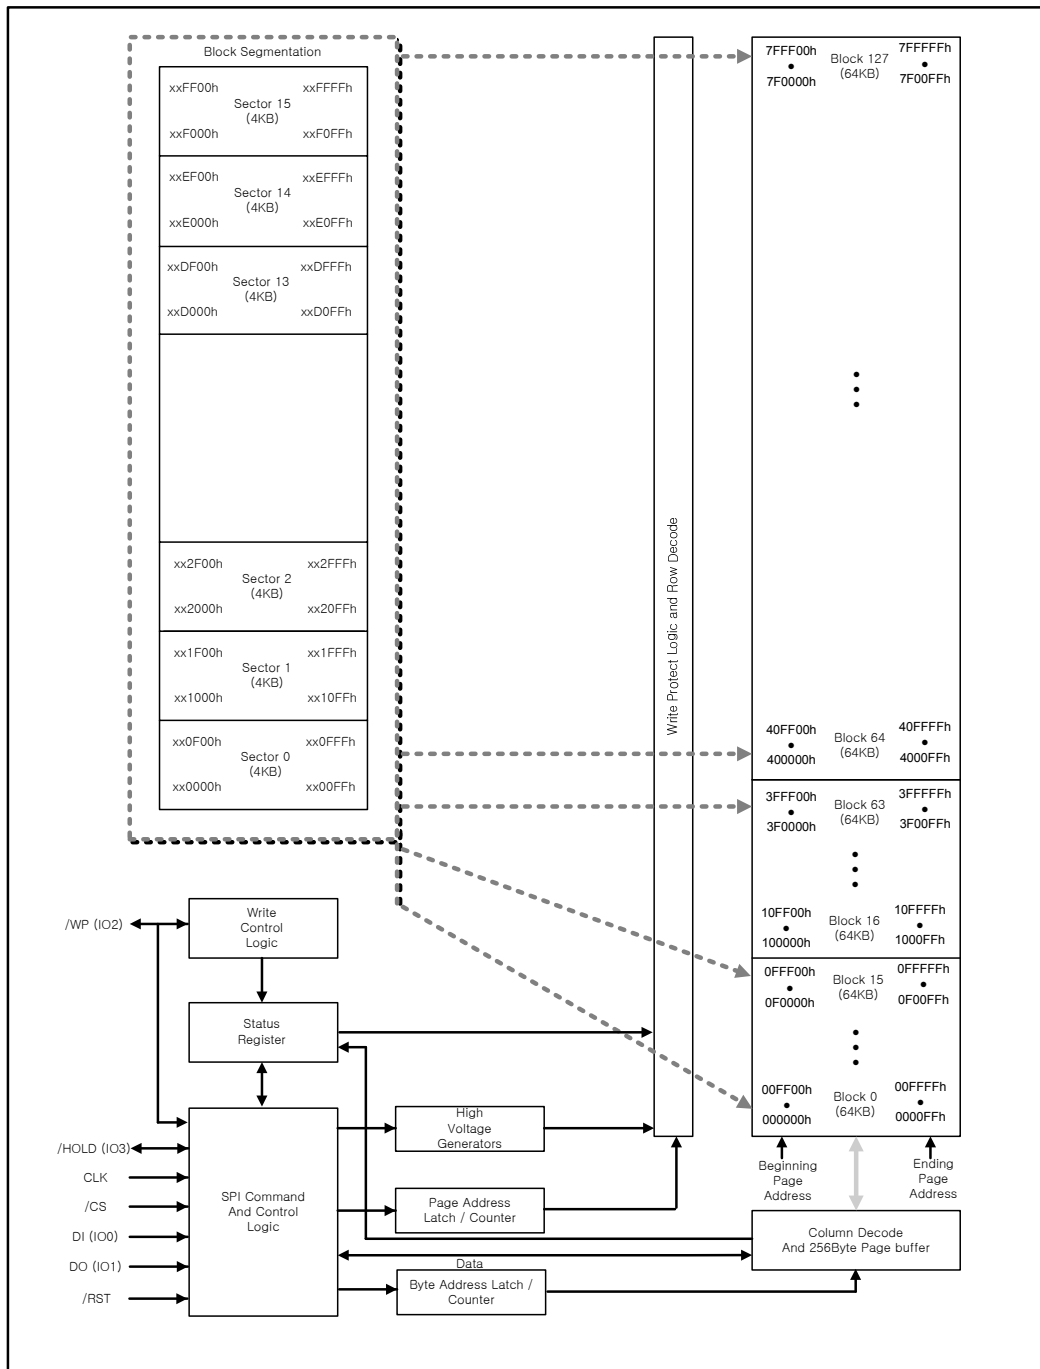 Block Segmentation
xxFF00h xxFFFFh
Sector 15
(4KB)
xxF000h xxF0FFh
xxEF00h xxEFFFh
Sector 14
(4KB)
xxE000h xxE0FFh
xxDF00h xxDFFFh
Sector 13
(4KB)
xxD000h xxD0FFh
xx2F00h xx2FFFh
Sector 2
(4KB)
xx2000h xx20FFh
xx1F00h xx1FFFh
Sector 1
(4KB)
xx1000h xx10FFh
xx0F00h xx0FFFh
Sector 0
(4KB)
xx0000h xx00FFh
Write Protect Logic and Row Decode
7FFF00h Block 127 7FFFFFh
(64KB)
7F0000h 7F00FFh
40FF00h Block 64 40FFFFh
(64KB)
400000h 4000FFh
3FFF00h Block 63 3FFFFFh
(64KB)
3F0000h 3F00FFh
10FF00h Block 16 10FFFFh
(64KB)
100000h 1000FFh
0FFF00h Block 15 0FFFFFh
(64KB)
0F0000h 0F00FFh
00FF00h Block 0 00FFFFh
(64KB)
000000h 0000FFh
Beginning
Page
Address
Ending
Page
Address
/WP (IO2)
Write
Control
Logic
Status
Register
/HOLD (IO3)
CLK
/CS
DI (IO0)
DO (IO1)
/RST
SPI Command
And Control
Logic
High
Voltage
Generators
Page Address
Latch / Counter
Data
Byte Address Latch /
Counter
Column Decode
And 256Byte Page buffer